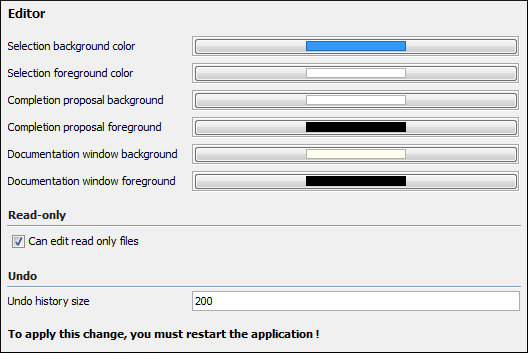 Editor
Selection background color
Selection foreground color
Completion proposal background
Completion proposal foreground
Documentation window background
Documentation window foreground
Read-only
Can edit read only files
Undo
Undo history size 200
To apply this change, you must restart the application !